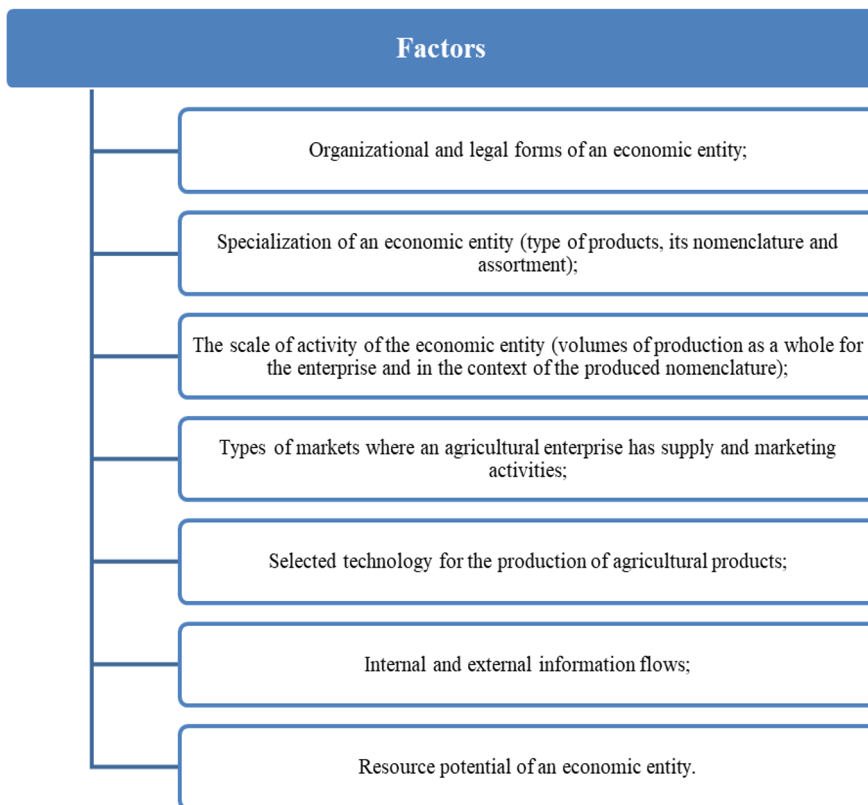 Factors
Organizational and legal forms of an economic entity;
Specialization of an economic entity (type of products, its nomenclature and
assortment);
The scale of activity of the economic entity (volumes of production as a whole for
the enterprise and in the context of the produced nomenclature);
Types of markets where an agricultural enterprise has supply and marketing
activities;
Selected technology for the production of agricultural products;
Internal and external information flows;
Resource potential of an economic entity.